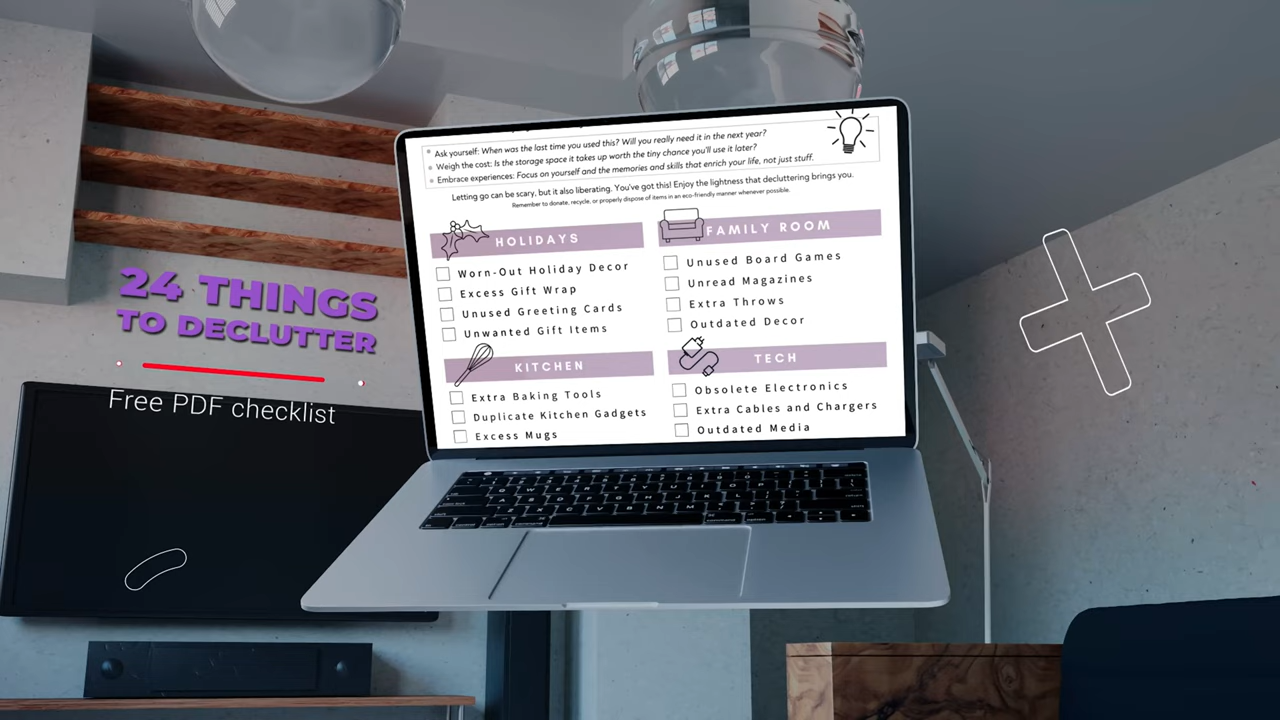 24 THINGS
TO DECLUTTER
Free PDF checklist
Ask yourself: When was the last time you used this? Will you really need it in the next year?
Weigh the cost: Is the storage space it takes up worth the tiny chance you'll use it later?
Embrace experiences: Focus on yourself and the memories and skills that enrich your life, not just stuff.
Letting go can be scary, but it also liberating. You've got this! Enjoy the lightness that decluttering brings you.
Remember to donate, recycle, or properly dispose of items in an eco-friendly manner whenever possible.
HOLIDAYS
Worn-Out Holiday Decor
Excess Gift Wrap
Unused Greeting Cards
Unwanted Gift Items
FAMILY ROOM
Unused Board Games
Unread Magazines
Extra Throws
Outdated Decor
KITCHEN
Extra Baking Tools
Duplicate Kitchen Gadgets
Excess Mugs
TECH
Obsolete Electronics
Extra Cables and Chargers
Outdated Media